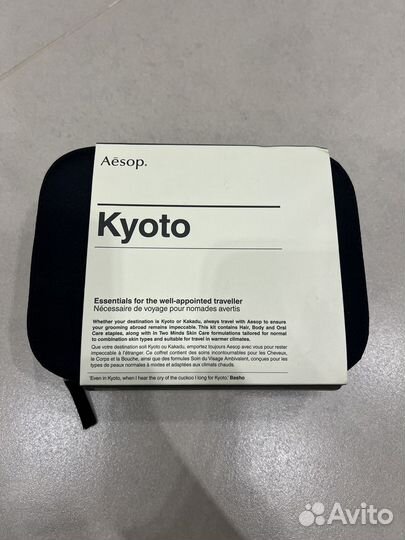 Aēsop.
Kyoto
Essentials for the well-appointed traveller
Nécessaire de voyage pour nomades avertis
Whether your destination is Kyoto or Kakadu, always travel with Aesop to ensure
your grooming abroad remains impeccable. This kit contains Hair, Body and Oral
Care staples, along with in Two Minds Skin Care formulations tailored for normal
to combination skin types and suitable for travel in warmer climates.
Que votre destination soit Kyoto ou Kakadu, emportez toujours Aesop avec vous pour rester
impeccable à l'étranger. Ce coffret contient des soins incontournables pour les Cheveux,
le Corps et la Bouche, ainsi que des formules Soin du Visage Ambivalent, conçues pour les
types de peaux normales à mixtes et adaptées aux climats chauds.
'Even in Kyoto, when I hear the cry of the cuckoo I long for Kyoto.' Basho
Avito